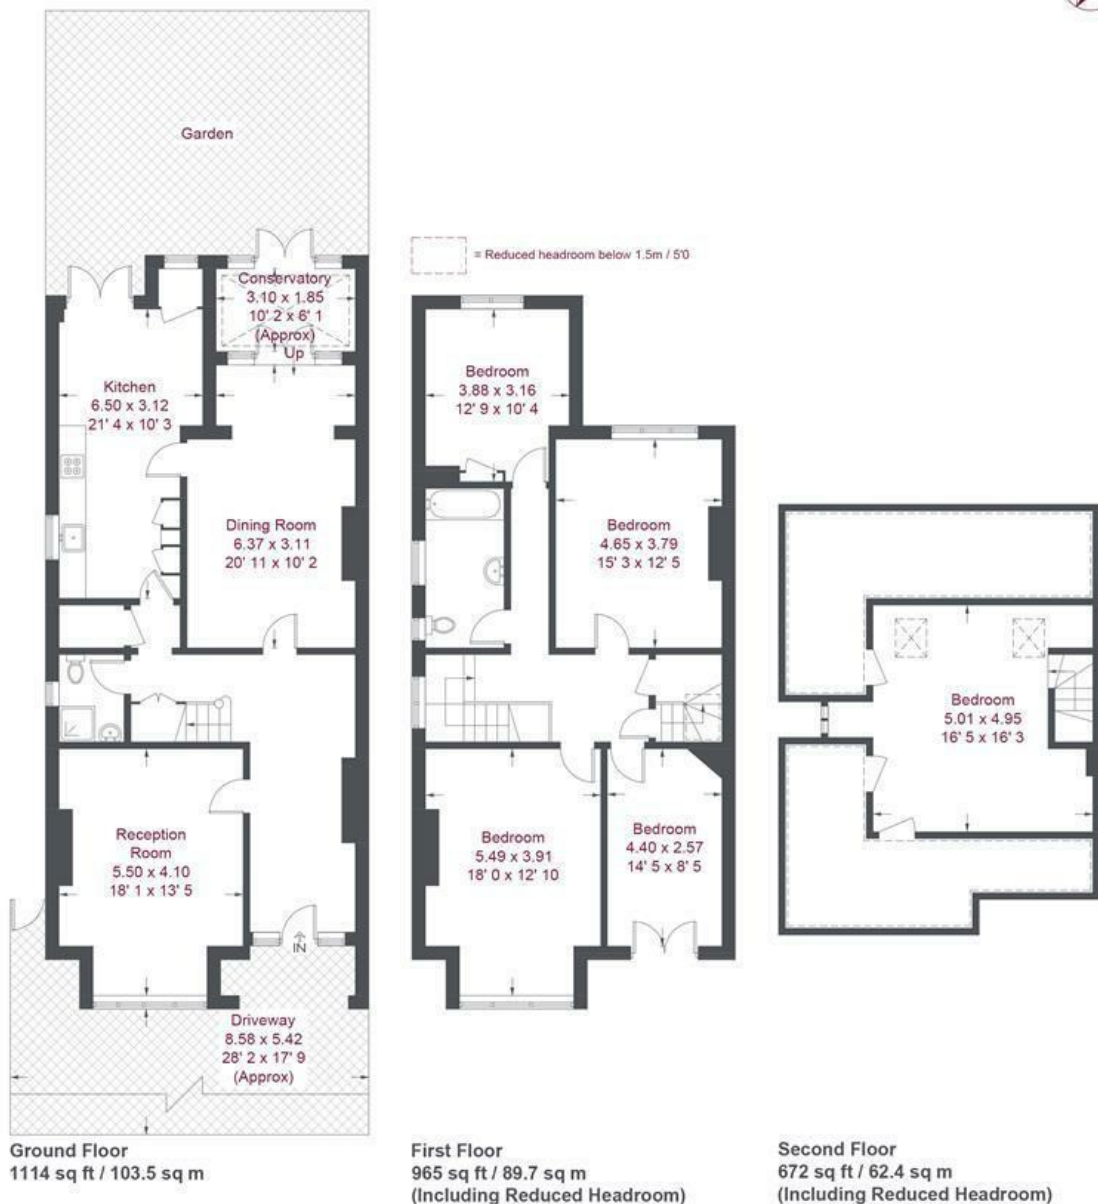 Garden
= Reduced headroom below 1.5m / 5'0
Conservatory
3.10 x 1.85
10' 2 x 6' 1
(Approx)
Up
Kitchen
6.50 x 3.12
21' 4 x 10' 3
Dining Room
6.37 x 3.11
20' 11 x 10' 2
Reception
Room
5.50 x 4.10
18' 1 x 13' 5
IN
Driveway
8.58 x 5.42
28' 2 x 17' 9
(Approx)
Ground Floor
1114 sq ft / 103.5 sq m
Bedroom
3.88 x 3.16
12' 9 x 10' 4
Bedroom
4.65 x 3.79
15' 3 x 12' 5
Bedroom
5.49 x 3.91
18' 0 x 12' 10
Bedroom
4.40 x 2.57
14' 5 x 8' 5
First Floor
965 sq ft / 89.7 sq m
(Including Reduced Headroom)
Bedroom
5.01 x 4.95
16' 5 x 16' 3
Second Floor
672 sq ft / 62.4 sq m
(Including Reduced Headroom)